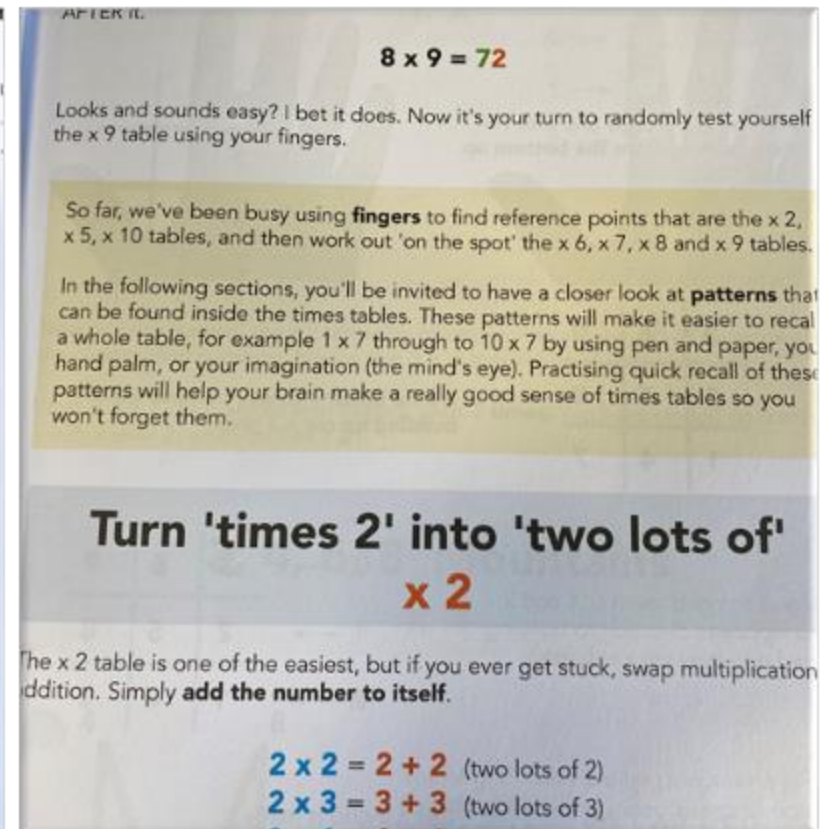 AFTER IT.
8 x 9 = 72
Looks and sounds easy? I bet it does. Now it's your turn to randomly test yourself
the x 9 table using your fingers.
So far, we've been busy using fingers to find reference points that are the x 2,
x 5, x 10 tables, and then work out 'on the spot' the x 6, x 7, x 8 and x 9 tables.
In the following sections, you'll be invited to have a closer look at patterns that
can be found inside the times tables. These patterns will make it easier to recal
a whole table, for example 1 x 7 through to 10 x 7 by using pen and paper, you
hand palm, or your imagination (the mind's eye). Practising quick recall of these
patterns will help your brain make a really good sense of times tables so you
won't forget them.
Turn 'times 2' into 'two lots of'
x 2
The x 2 table is one of the easiest, but if you ever get stuck, swap multiplication
ddition. Simply add the number to itself.
2 x 2 = 2 + 2 (two lots of 2)
2 x 3 = 3 + 3 (two lots of 3)